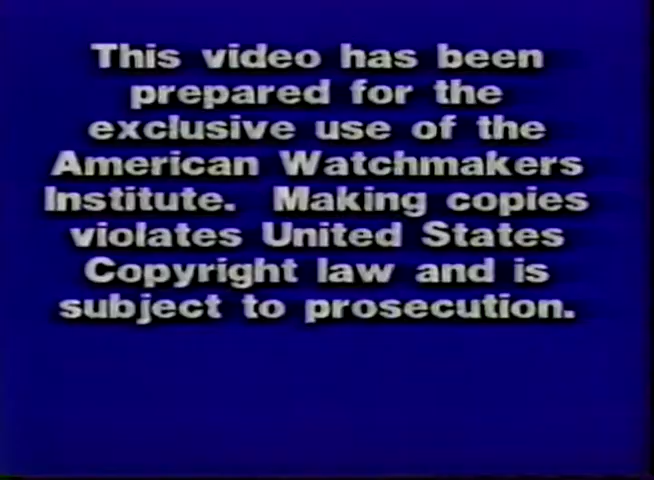 This video has been
prepared for the
exclusive use of the
American Watchmakers
Institute. Making copies
violates United States
Copyright law and is
subject to prosecution.